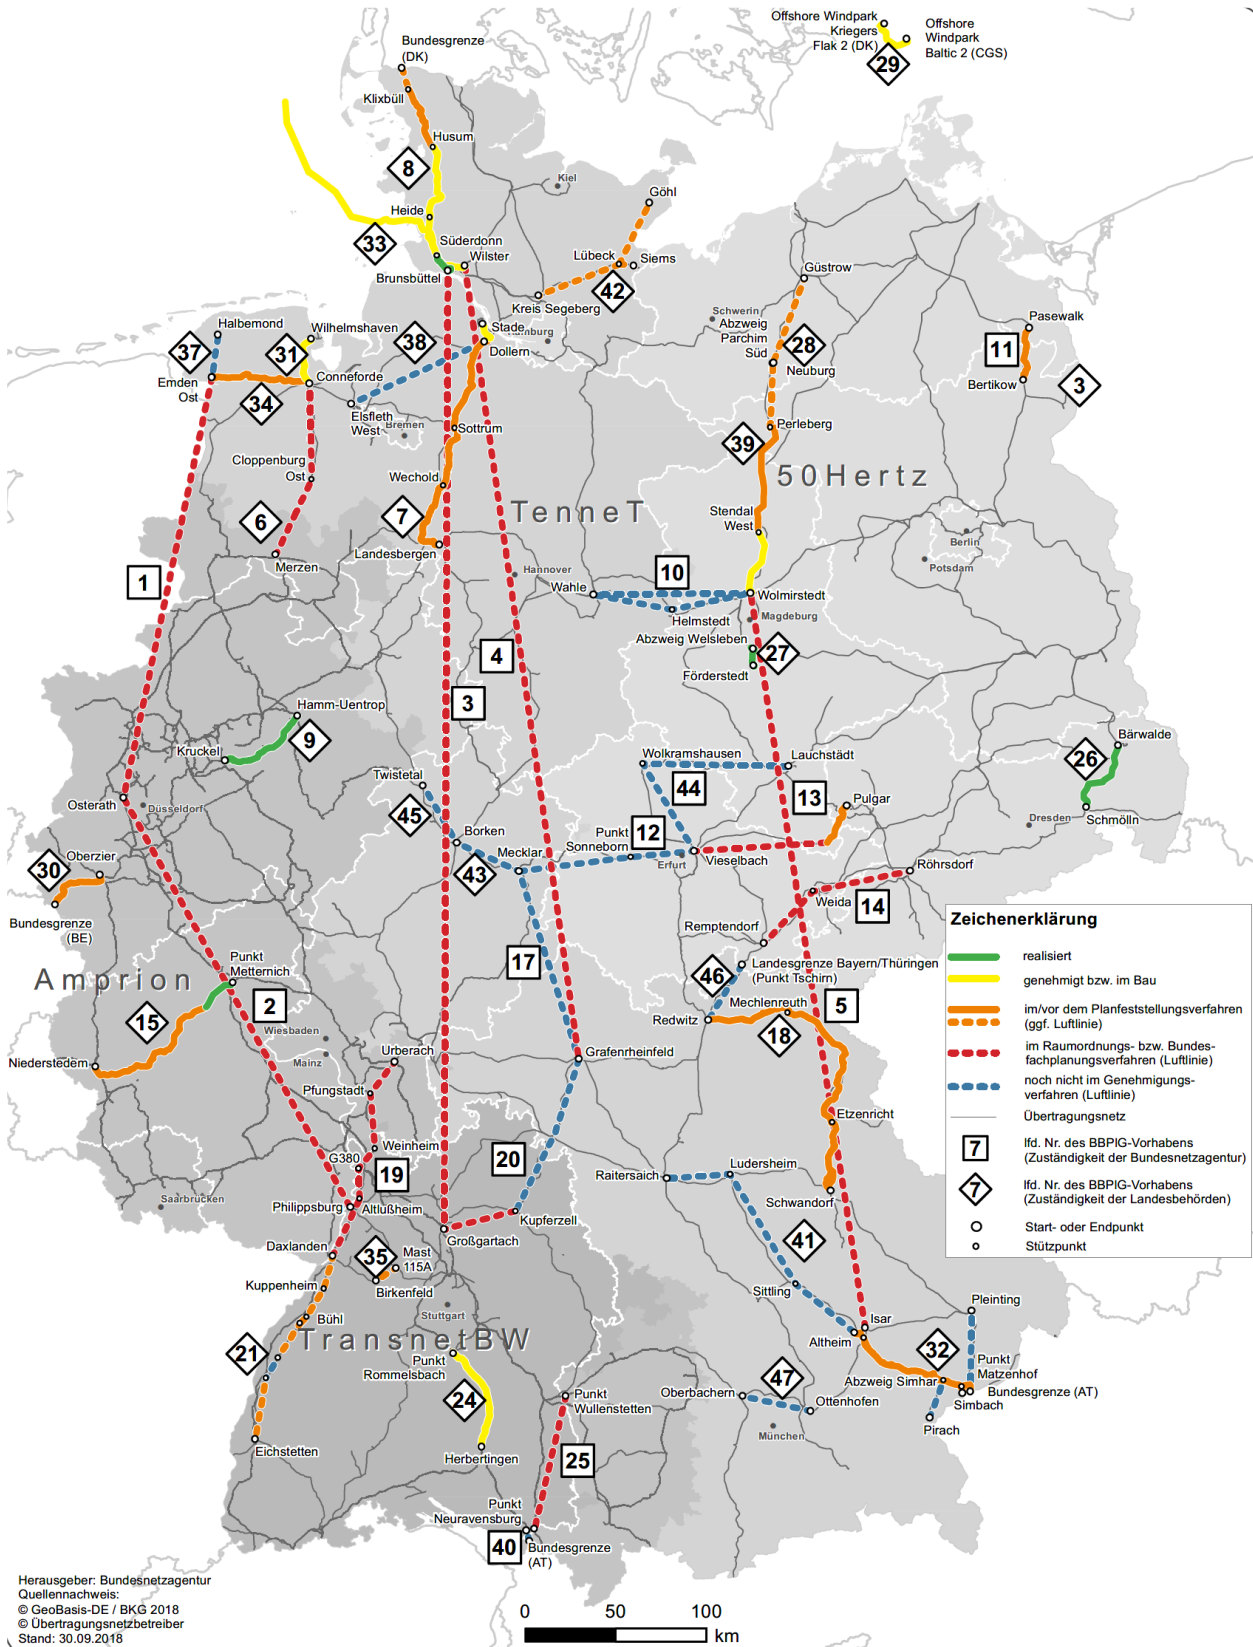 Offshore Windpark
Kriegers
Flak 2 (DK)
Offshore
Windpark
Baltic 2 (CGS)
29
Bundesgrenze
(DK)
Klixbüll
Husum
8
Kiel
Göhl
Heide
33
Süderdonn
Wilster
Brunsbüttel
Lübeck
Siems
42
Kreis Segeberg
Güstrow
Schwerin
Abzweig
Parchim
Süd
28
Neuburg
Pasewalk
11
Bertikow
3
Halbemond
Wilhelmshaven
37
31
38
Stade
Dollern
Emden
Ost
Conneforde
34
Elsfleth
West
Bremen
Sottrum
Perleberg
39
50Hertz
Cloppenburg
Ost
Wechold
TenneT
6
7
Stendal
West
Landesbergen
Merzen
Berlin
Potsdam
Hannover
1
10
Wahle
Wolmirstedt
Helmstedt
Magdeburg
Abzweig Welsleben
27
Förderstedt
4
3
Hamm-Uentrop
9
Kruckel
Bärwalde
26
Schmölln
Dresden
Wolkramshausen
Lauchstädt
44
13
Pulgar
Twistetal
45
Osterath
Düsseldorf
Borken
Mecklar
Punkt
Sonneborn
12
Erfurt
Vieselbach
43
30
Oberzier
Bundesgrenze
(BE)
Röhrsdorf
Weida
14
Remptendorf
Amprion
Punkt
Metternich
2
17
Landesgrenze Bayern/Thüringen
(Punkt Tschirn)
46
Mechlenreuth
5
Redwitz
18
15
Wiesbaden
Mainz
Niederstedem
Urberach
Grafenrheinfeld
Pfungstadt
Etzenricht
Weinheim
G380
19
20
Raitersaich
Ludersheim
Schwandorf
Saarbrücken
Philippsburg
Altlußheim
Kupferzell
Großgartach
Daxlanden
35
Mast
115A
Birkenfeld
41
Kuppenheim
Sittling
Bühl
Stuttgart
TransnetBW
21
Isar
Altheim
Pleinting
32
Punkt
Matzenhof
Abzweig Simhar
Bundesgrenze (AT)
Simbach
Pirach
Punkt
Rommelsbach
24
Punkt
Wullenstetten
Oberbachern
47
Ottenhofen
München
Eichstetten
Herbertingen
25
Punkt
Neuravensburg
40
Bundesgrenze
(AT)
Zeichenerklärung
realisiert
genehmigt bzw. im Bau
im/vor dem Planfeststellungsverfahren
(ggf. Luftlinie)
im Raumordnungs- bzw. Bundes-
fachplanungsverfahren (Luftlinie)
noch nicht im Genehmigungs-
verfahren (Luftlinie)
Übertragungsnetz
7
lfd. Nr. des BBPlG-Vorhabens
(Zuständigkeit der Bundesnetzagentur)
7
lfd. Nr. des BBPlG-Vorhabens
(Zuständigkeit der Landesbehörden)
Start- oder Endpunkt
Stützpunkt
Herausgeber: Bundesnetzagentur
Quellennachweis:
© GeoBasis-DE / BKG 2018
© Übertragungsnetzbetreiber
Stand: 30.09.2018
0 50 100
km